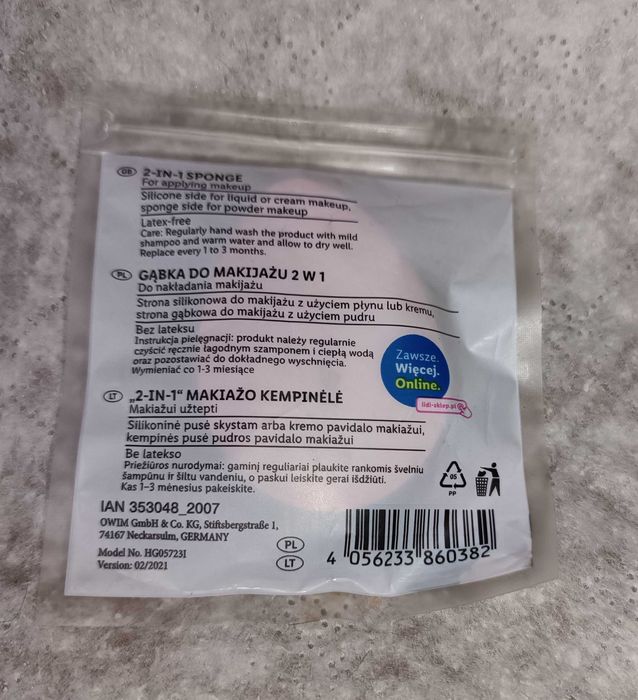 GB 2-IN-1 SPONGE
For applying makeup
Silicone side for liquid or cream makeup,
sponge side for powder makeup
Latex-free
Care: Regularly hand wash the product with mild
shampoo and warm water and allow to dry well.
Replace every 1 to 3 months.
PL GĄBKA DO MAKIJAŻU 2 W 1
Do nakładania makijażu
Strona silikonowa do makijażu z użyciem płynu lub kremu,
strona gąbkowa do makijażu z użyciem pudru
Bez lateksu
Instrukcja pielęgnacji: produkt należy regularnie
czyścić ręcznie łagodnym szamponem i ciepłą wodą
oraz pozostawiać do dokładnego wyschnięcia.
Wymieniać co 1-3 miesiące
Zawsze.
Więcej.
Online.
lidl-sklep.pl
LT „2-IN-1“ MAKIAŽO KEMPINĖLĖ
Makiažui užtepti
Silikoninė pusė skystam arba kremo pavidalo makiažui,
kempinės pusė pudros pavidalo makiažui
Be latekso
Priežiūros nurodymai: gaminį reguliariai plaukite rankomis švelniu
šampūnu ir šiltu vandeniu, o paskui leiskite gerai išdžiūti.
Kas 1–3 mėnesius pakeiskite.
05
PP
IAN 353048_2007
OWIM GmbH & Co. KG, Stiftsbergstraße 1,
74167 Neckarsulm, GERMANY
Model No. HG05723I
Version: 02/2021
PL
LT
4 056233 860382